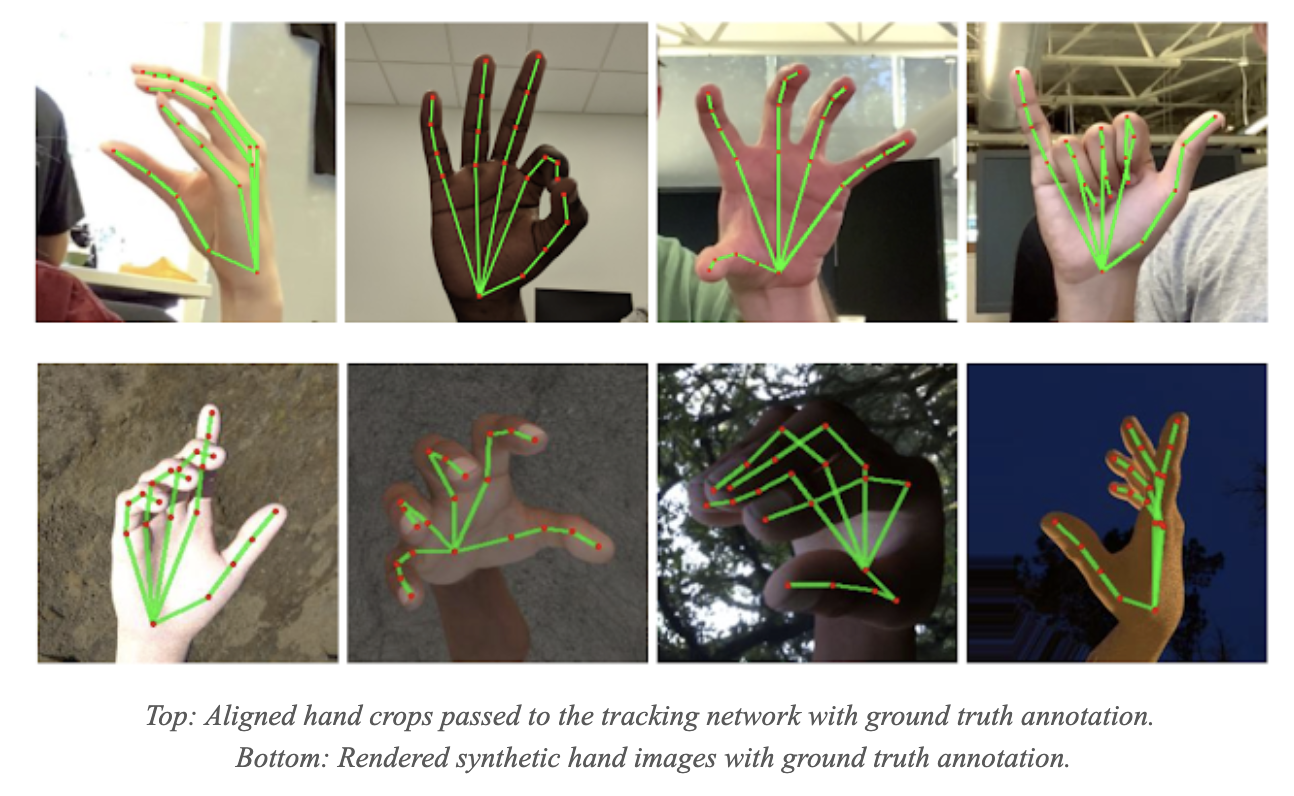 Top: Aligned hand crops passed to the tracking network with ground truth annotation.
Bottom: Rendered synthetic hand images with ground truth annotation.